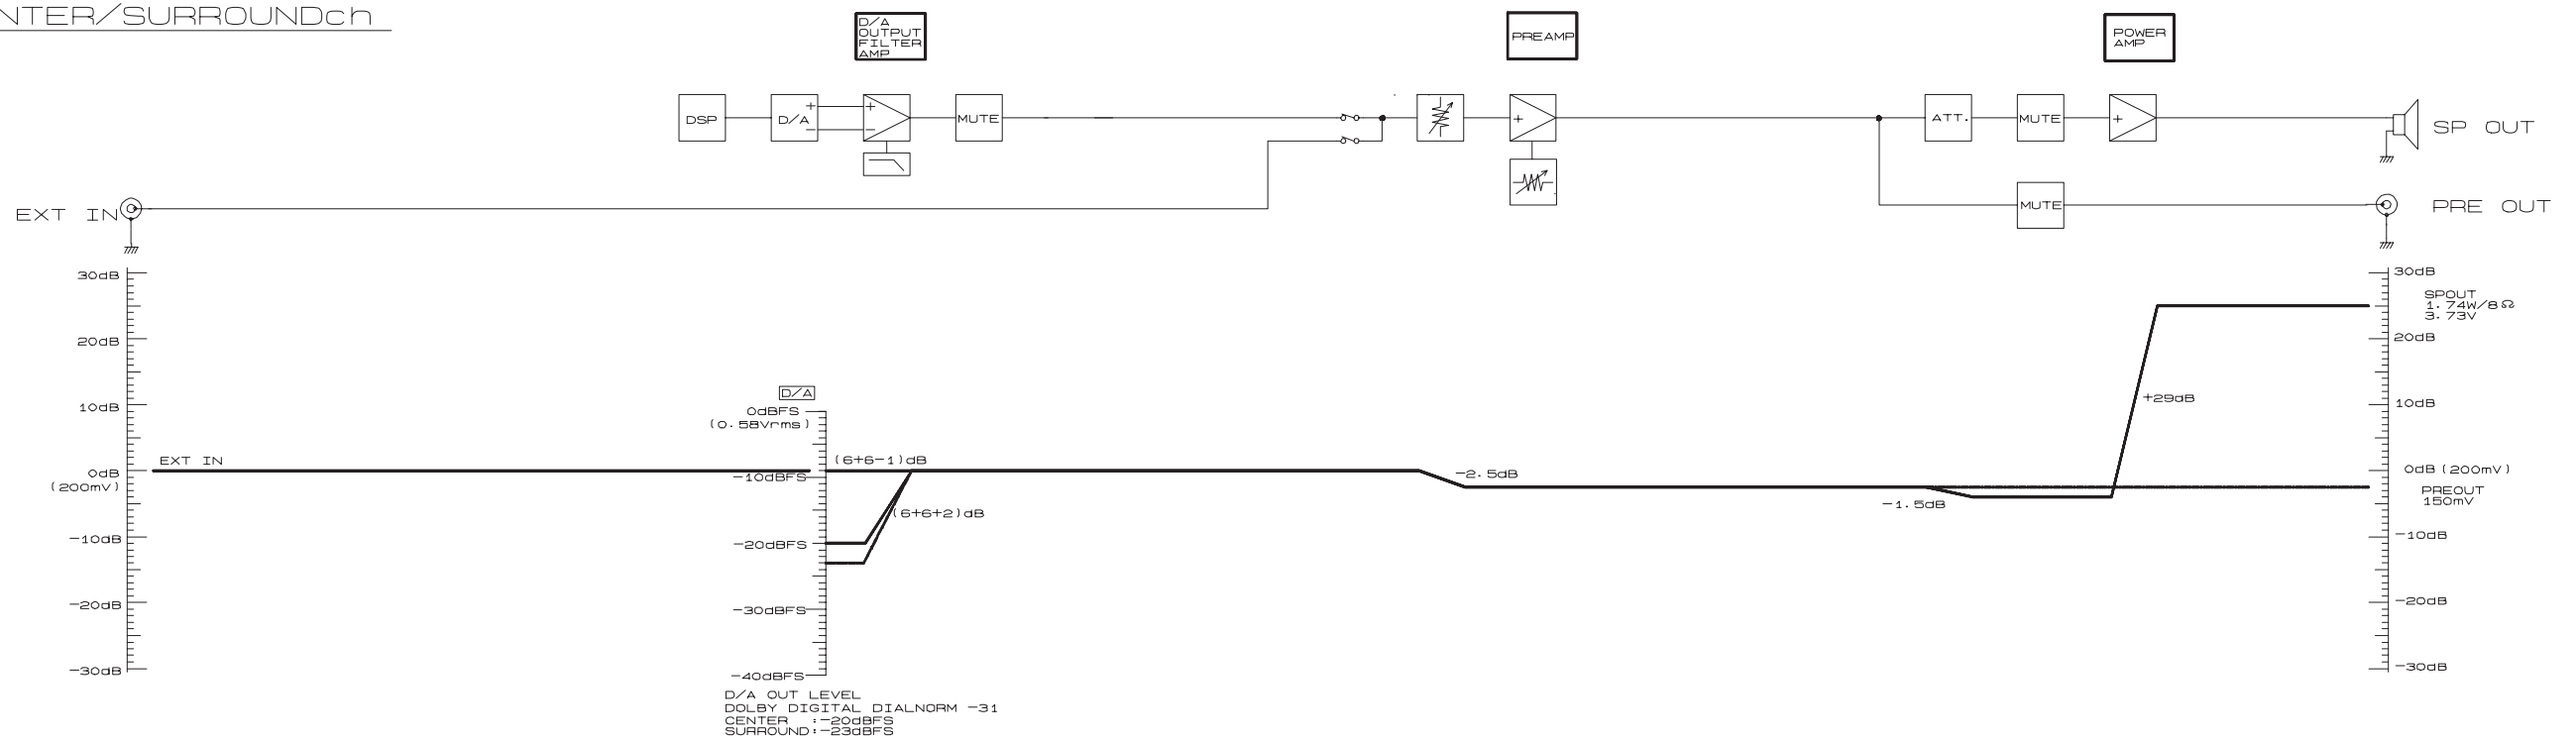 NTER/SURROUNDch
D/A
OUTPUT
FILTER
AMP
PREAMP
POWER
AMP
DSP
D/A
+
-
+
-
MUTE
+
ATT.
MUTE
+
SP OUT
EXT IN
MUTE
PRE OUT
30dB
20dB
10dB
0dB
(200mV)
-10dB
-20dB
-30dB
EXT IN
D/A
0dBFS
(0.58Vrms)
-10dBFS
-20dBFS
-30dBFS
-40dBFS
(6+6-1)dB
(6+6+2)dB
-2.5dB
-1.5dB
+29dB
30dB
SPOUT
1.74W/8Ω
3.73V
20dB
10dB
0dB (200mV)
PREOUT
150mV
-10dB
-20dB
-30dB
D/A OUT LEVEL
DOLBY DIGITAL DIALNORM -31
CENTER :-20dBFS
SURROUND:-23dBFS